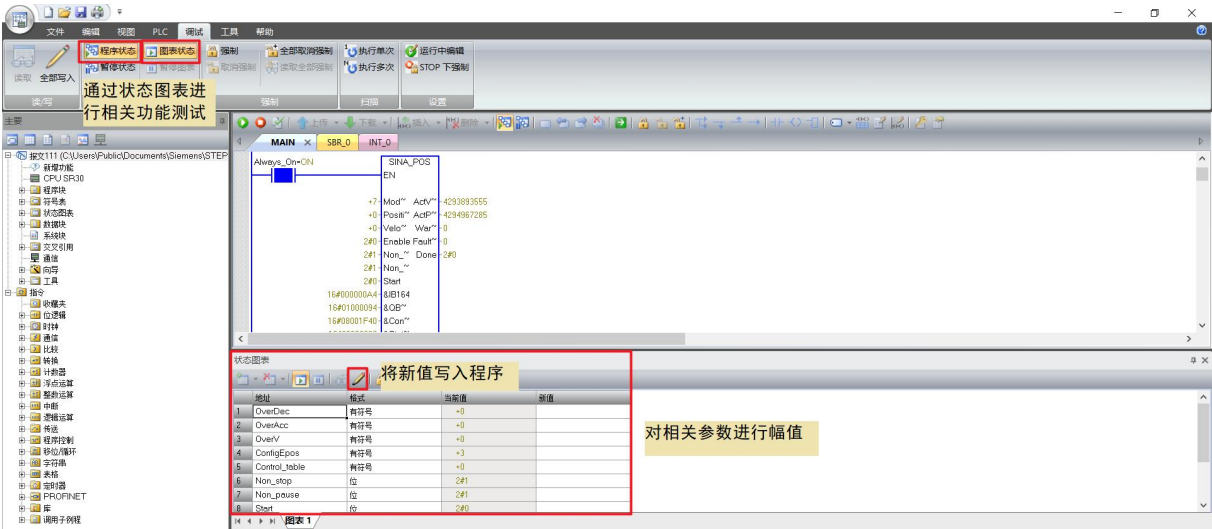 文件 编辑 视图 PLC 调试 工具 帮助
程序状态 图表状态 强制 全部取消强制 执行单次 运行中编辑
读取 全部写入 暂停状态 暂停图表 取消强制 读取全部强制 执行多次 STOP 下强制
读/写 强制 扫描 设置
通过状态图表进
行相关功能测试
主要
上传 下载 插入 删除
MAIN × SBR_0 INT_0
报文111 (C:\Users\Public\Documents\Siemens\STEP
新增功能
CPU SR30
程序块
符号表
状态图表
数据块
系统块
交叉引用
通信
向导
工具
指令
收藏夹
位逻辑
时钟
通信
比较
转换
计数器
浮点运算
整数运算
中断
逻辑运算
传送
程序控制
移位/循环
字符串
表格
定时器
PROFINET
库
调用子例程
Always_On=ON SINA_POS
EN
+7 Mod~ ActV~ 4293893555
+0 Positi~ ActP~ 4294967285
+0 Velo~ War~ 0
2#0 Enable Fault~ 0
2#1 Non_~ Done 2#0
2#1 Non_~
2#0 Start
16#000000A4 &IB164
16#01000094 &QB~
16#08001F40 &Con~
状态图表
将新值写入程序
地址 格式 当前值 新值
1 OverDec 有符号 +0
2 OverAcc 有符号 +0
3 OverV 有符号 +0
4 ConfigEpos 有符号 +3
5 Control_table 有符号 +0
6 Non_stop 位 2#1
7 Non_pause 位 2#1
8 Start 位 2#0
图表 1
对相关参数进行幅值